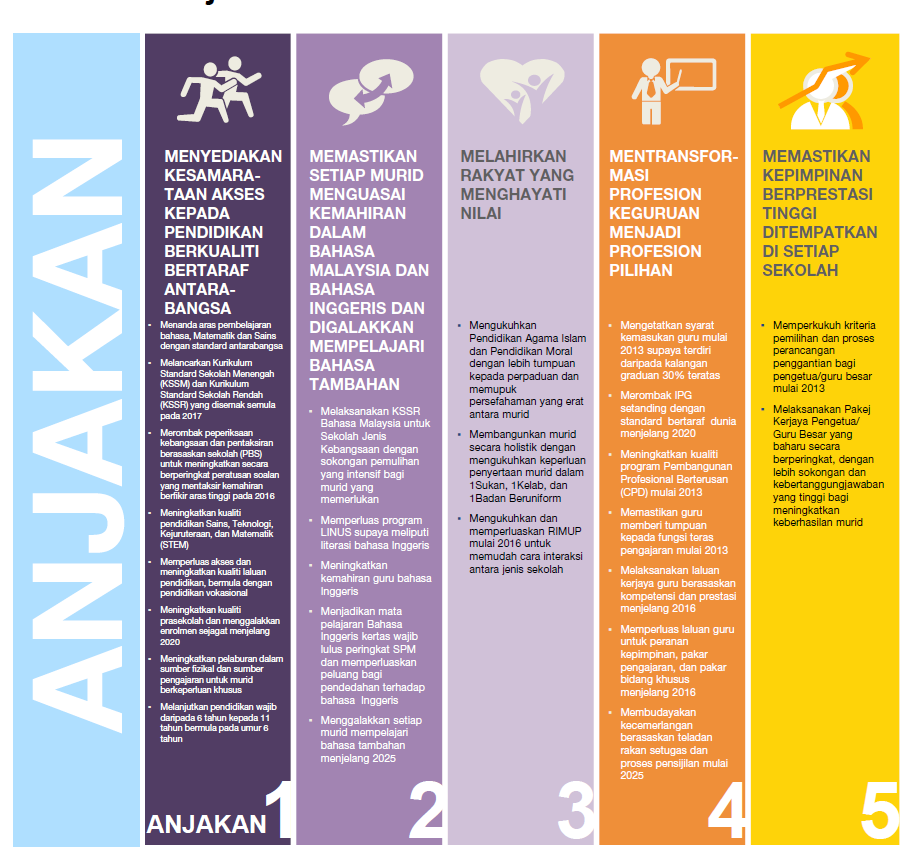 ANJAKAN
MENYEDIAKAN
KESAMARA-
TAAN AKSES
KEPADA
PENDIDIKAN
BERKUALITI
BERTARAF
ANTARA-
BANGSA
• Menanda aras pembelajaran
bahasa, Matematik dan Sains
dengan standard antarabangsa
• Melancarkan Kurikulum
Standard Sekolah Menengah
(KSSM) dan Kurikulum
Standard Sekolah Rendah
(KSSR) yang disemak semula
pada 2017
• Merombak peperiksaan
kebangsaan dan pentaksiran
berasaskan sekolah (PBS)
untuk meningkatkan secara
berperingkat peratusan soalan
yang mentaksir kemahiran
berfikir aras tinggi pada 2016
• Meningkatkan kualiti
pendidikan Sains, Teknologi,
Kejuruteraan, dan Matematik
(STEM)
• Memperluas akses dan
meningkatkan kualiti laluan
pendidikan, bermula dengan
pendidikan vokasional
• Meningkatkan kualiti
prasekolah dan menggalakkan
enrolmen sejagat menjelang
2020
• Meningkatkan pelaburan dalam
sumber fizikal dan sumber
pengajaran untuk murid
berkeperluan khusus
• Melanjutkan pendidikan wajib
daripada 6 tahun kepada 11
tahun bermula pada umur 6
tahun
ANJAKAN 1
MEMASTIKAN
SETIAP MURID
MENGUASAI
KEMAHIRAN
DALAM
BAHASA
MALAYSIA DAN
BAHASA
INGGERIS DAN
DIGALAKKAN
MEMPELAJARI
BAHASA
TAMBAHAN
• Melaksanakan KSSR
Bahasa Malaysia untuk
Sekolah Jenis
Kebangsaan dengan
sokongan pemulihan
yang intensif bagi
murid yang
memerlukan
• Memperluas program
LINUS supaya meliputi
literasi bahasa Inggeris
• Meningkatkan
kemahiran guru bahasa
Inggeris
• Menjadikan mata
pelajaran Bahasa
Inggeris kertas wajib
lulus peringkat SPM
dan memperluaskan
peluang bagi
pendedahan terhadap
bahasa Inggeris
• Menggalakkan setiap
murid mempelajari
bahasa tambahan
menjelang 2025
2
MELAHIRKAN
RAKYAT YANG
MENGHAYATI
NILAI
• Mengukuhkan
Pendidikan Agama Islam
dan Pendidikan Moral
dengan lebih tumpuan
kepada perpaduan dan
memupuk
persefahaman yang erat
antara murid
• Membangunkan murid
secara holistik dengan
mengukuhkan keperluan
penyertaan murid dalam
1Sukan, 1Kelab, dan
1Badan Beruniform
• Mengukuhkan dan
memperluaskan RIMUP
mulai 2016 untuk
memudah cara interaksi
antara jenis sekolah
3
MENTRANSFOR-
MASI
PROFESION
KEGURUAN
MENJADI
PROFESION
PILIHAN
• Mengetatkan syarat
kemasukan guru mulai
2013 supaya terdiri
daripada kalangan
graduan 30% teratas
• Merombak IPG
setanding dengan
standard bertaraf dunia
menjelang 2020
• Meningkatkan kualiti
program Pembangunan
Profesional Berterusan
(CPD) mulai 2013
• Memastikan guru
memberi tumpuan
kepada fungsi teras
pengajaran mulai 2013
• Melaksanakan laluan
kerjaya guru berasaskan
kompetensi dan prestasi
menjelang 2016
• Memperluas laluan guru
untuk peranan
kepimpinan, pakar
pengajaran, dan pakar
bidang khusus
menjelang 2016
• Membudayakan
kecemerlangan
berasaskan teladan
rakan setugas dan
proses pensijilan mulai
2025
4
MEMASTIKAN
KEPIMPINAN
BERPRESTASI
TINGGI
DITEMPATKAN
DI SETIAP
SEKOLAH
• Memperkukuh kriteria
pemilihan dan proses
perancangan
penggantian bagi
pengetua/guru besar
mulai 2013
• Melaksanakan Pakej
Kerjaya Pengetua/
Guru Besar yang
baharu secara
berperingkat, dengan
lebih sokongan dan
kebertanggungjawaban
yang tinggi bagi
meningkatkan
keberhasilan murid
5